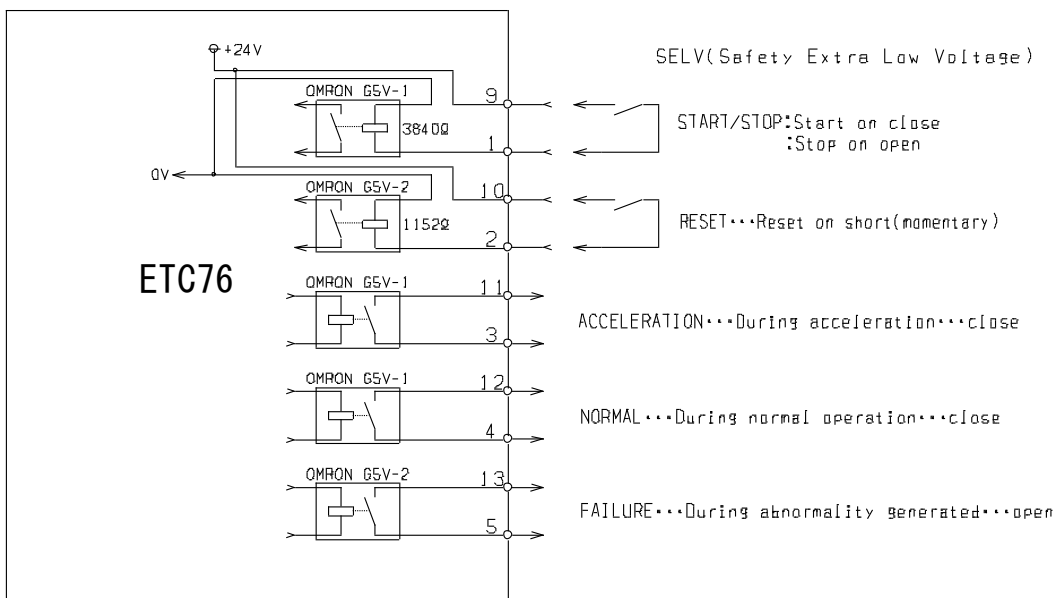 +24V
SELV(Safety Extra Low Voltage)
OMRON G5V-1
9
3840Ω
START/STOP:Start on close
:Stop on open
1
0V
OMRON G5V-2
10
1152Ω
RESET···Reset on short(momentary)
2
ETC76
OMRON G5V-1
11
ACCELERATION···During acceleration···close
3
OMRON G5V-1
12
NORMAL···During normal operation···close
4
OMRON G5V-2
13
FAILURE···During abnormality generated···open
5